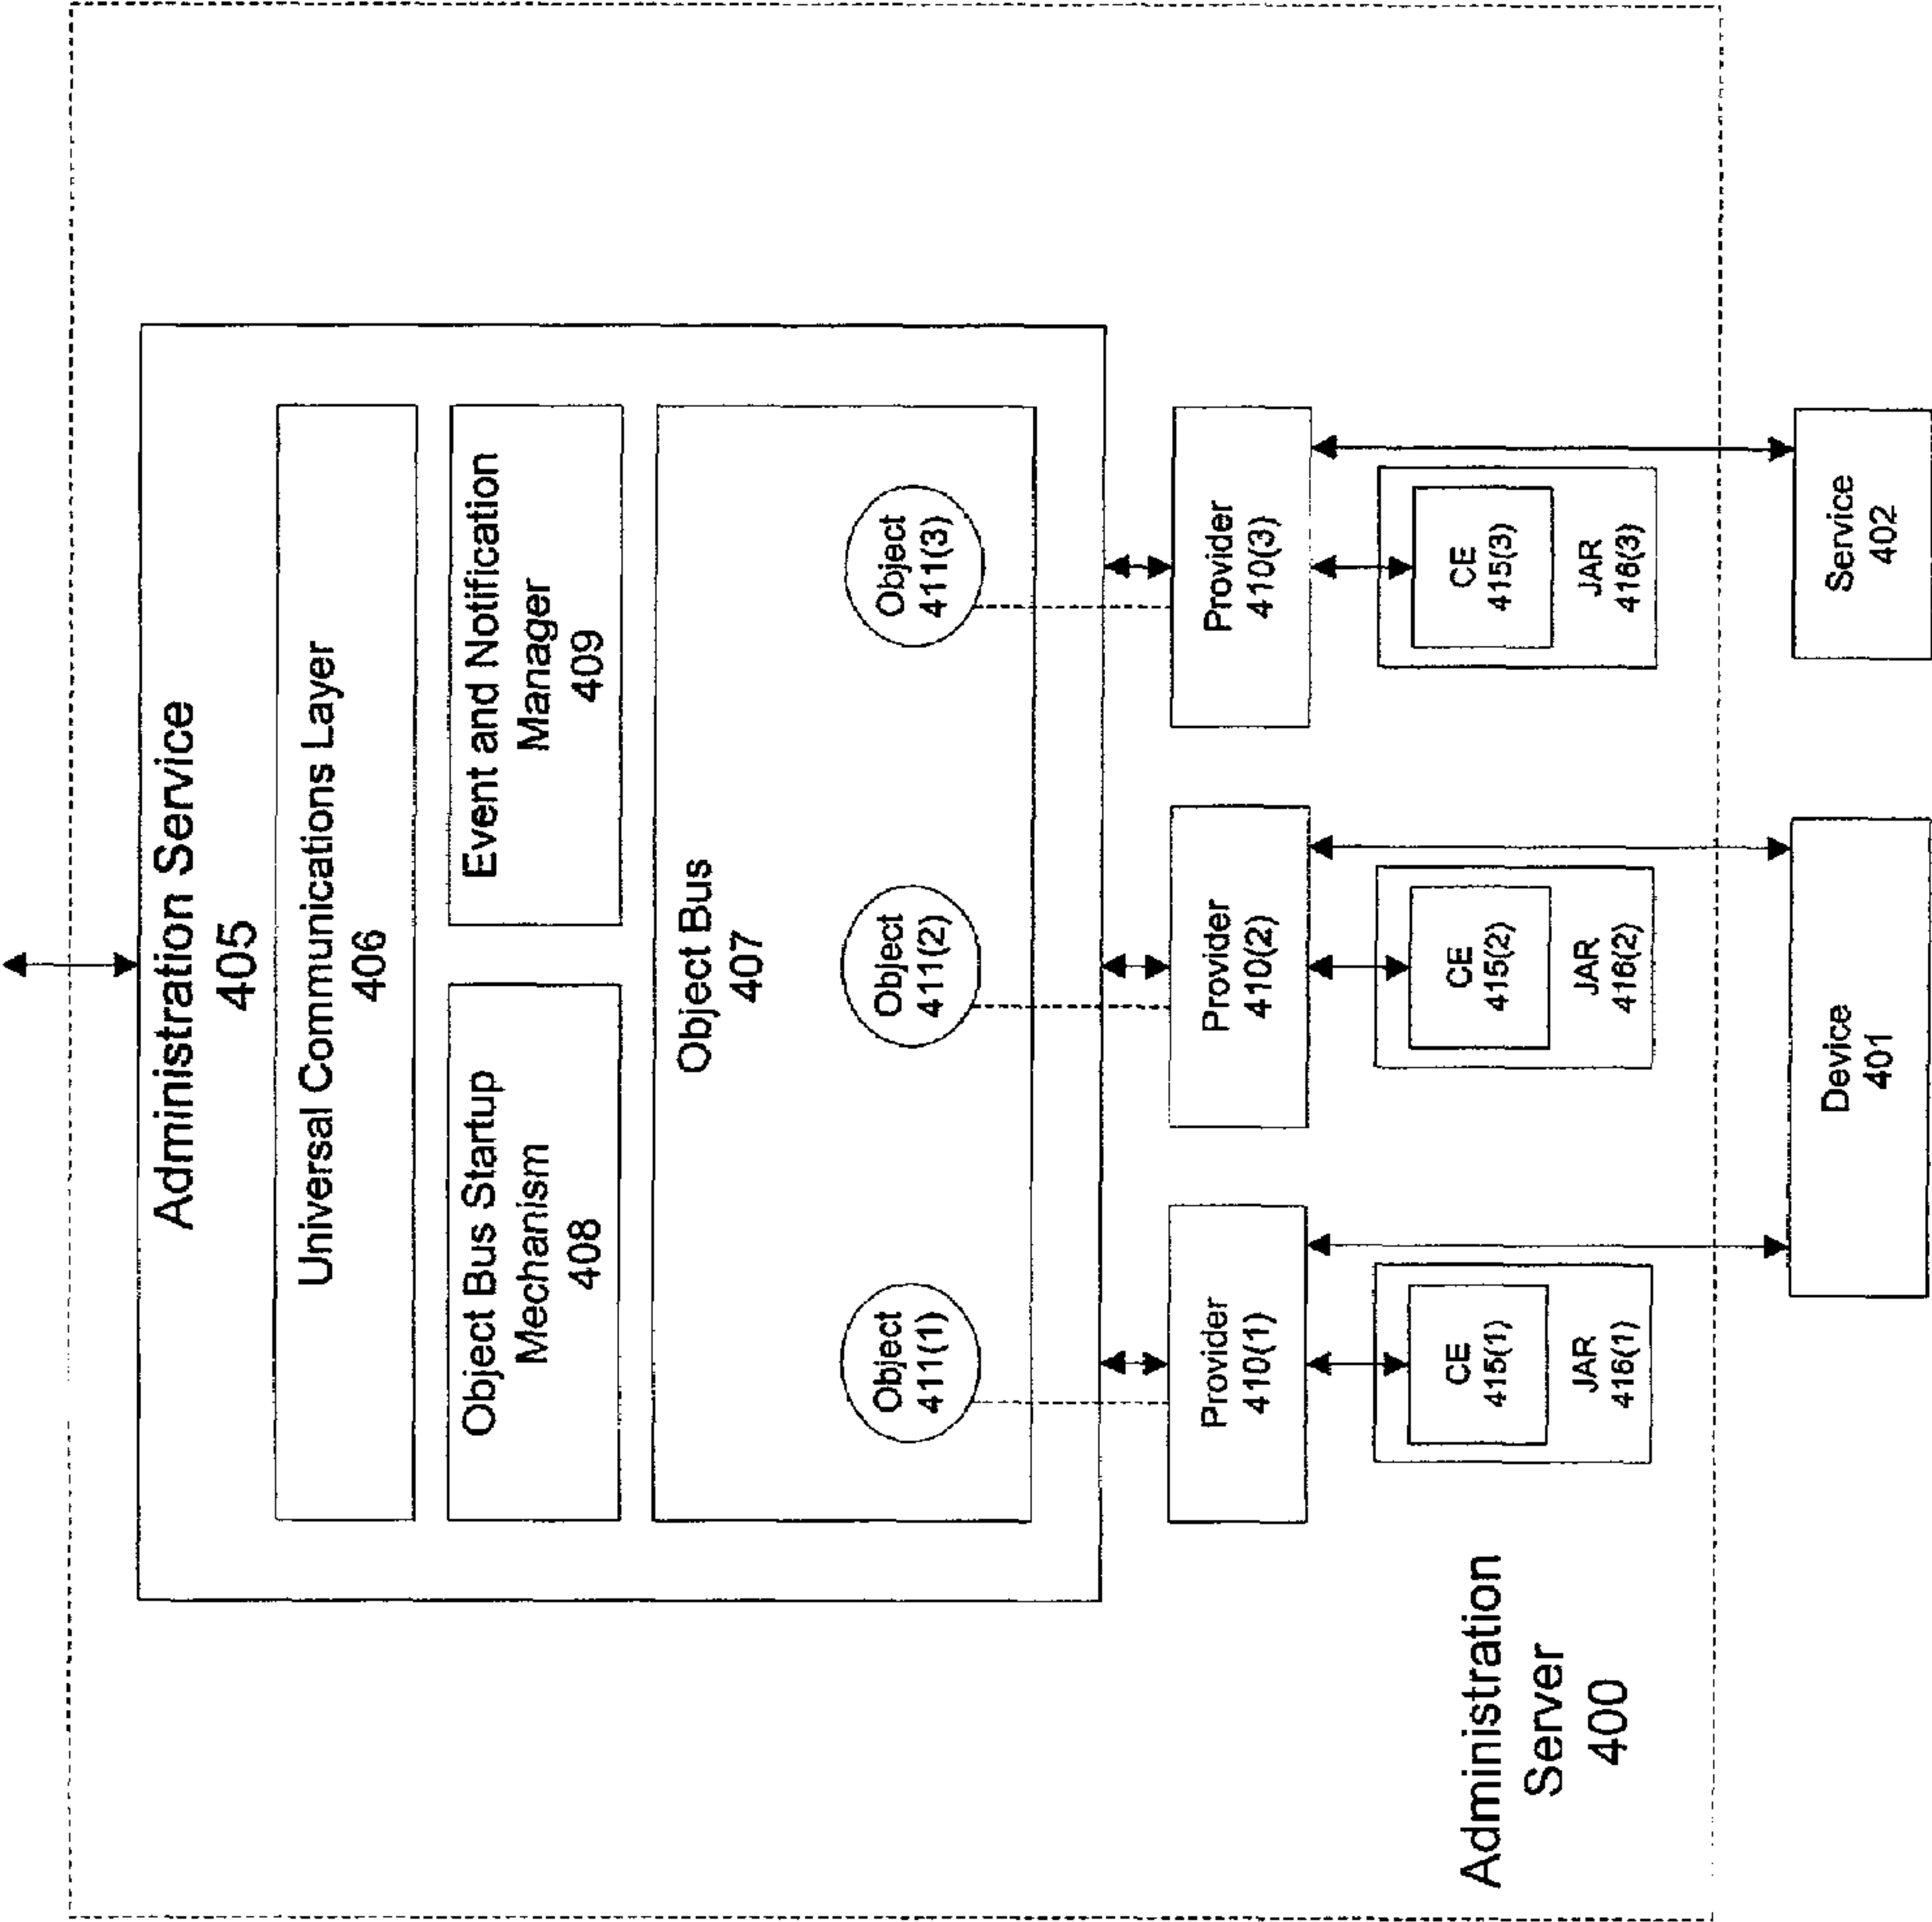 Administration Service
405
Universal Communications Layer
406
Object Bus Startup
Mechanism
408
Event and Notification
Manager
409
Object Bus
407
Object
411(1)
Object
411(2)
Object
411(3)
Provider
410(1)
Provider
410(2)
Provider
410(3)
CE
415(1)
JAR
416(1)
CE
415(2)
JAR
416(2)
CE
415(3)
JAR
416(3)
Administration
Server
400
Device
401
Service
402